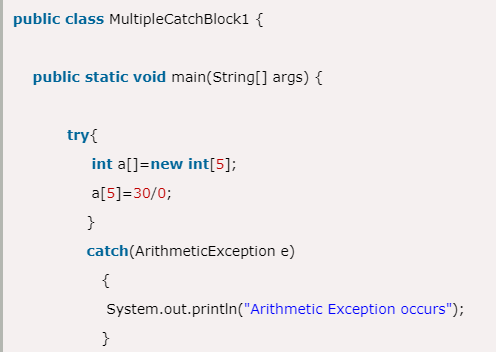 public class MultipleCatchBlock1 {
public static void main(String[] args) {
try{
int a[]=new int[5];
a[5]=30/0;
}
catch(ArithmeticException e)
{
System.out.println("Arithmetic Exception occurs");
}